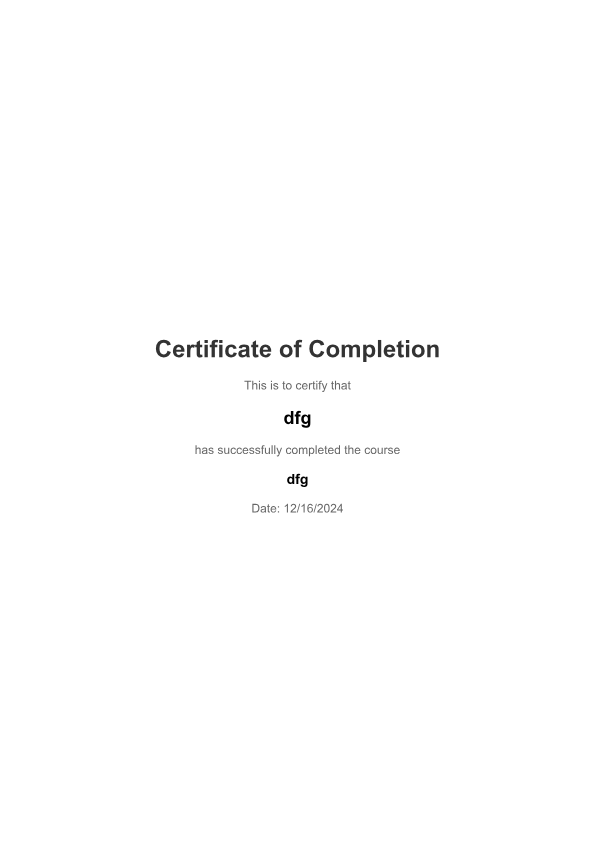 Certificate of Completion
This is to certify that
dfg
has successfully completed the course
dfg
Date: 12/16/2024